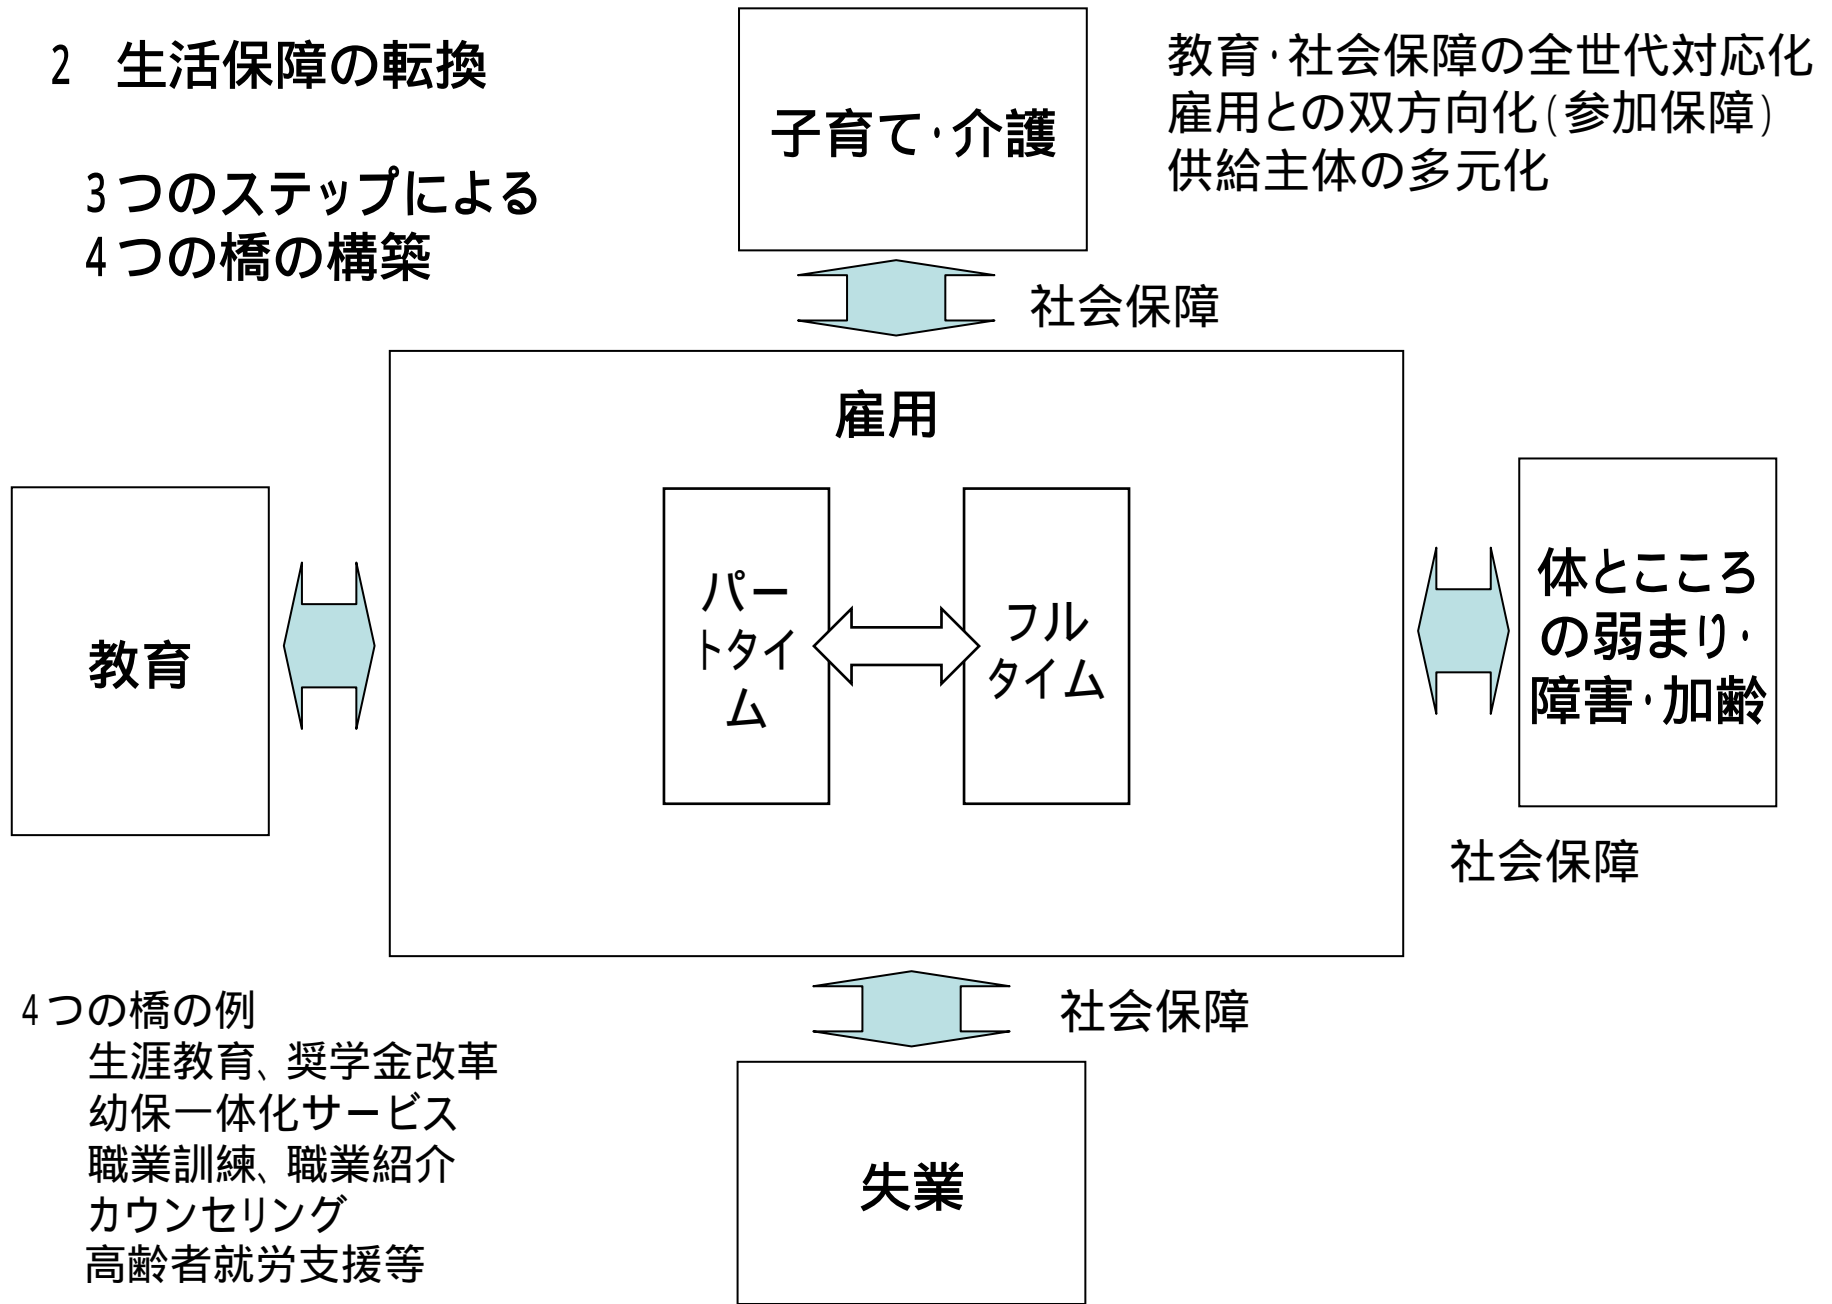 2　生活保障の転換
3つのステップによる
4つの橋の構築
子育て・介護
教育・社会保障の全世代対応化
雇用との双方向化(参加保障)
供給主体の多元化
社会保障
雇用
教育
パー
トタイ
ム
フル
タイム
体とこころ
の弱まり・
障害・加齢
社会保障
社会保障
失業
4つの橋の例
生涯教育、奨学金改革
幼保一体化サービス
職業訓練、職業紹介
カウンセリング
高齢者就労支援等